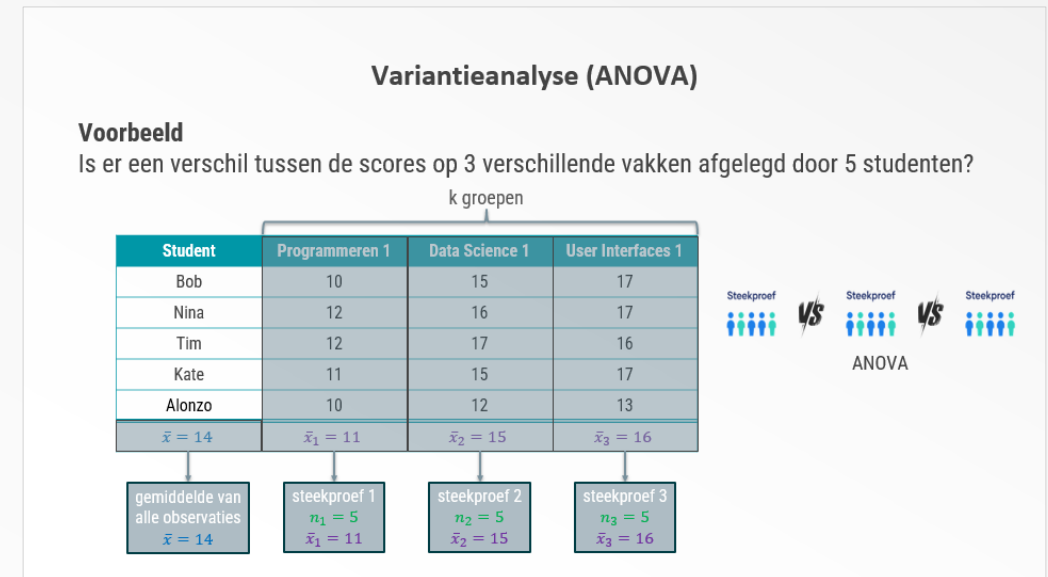 Variantieanalyse (ANOVA)
Voorbeeld
Is er een verschil tussen de scores op 3 verschillende vakken afgelegd door 5 studenten?
k groepen
Student Programmeren 1 Data Science 1 User Interfaces 1
Bob 10 15 17
Nina 12 16 17
Tim 12 17 16
Kate 11 15 17
Alonzo 10 12 13
x̄ = 14 x̄₁ = 11 x̄₂ = 15 x̄₃ = 16
Steekproef VS Steekproef VS Steekproef
ANOVA
gemiddelde van
alle observaties
x̄ = 14
steekproef 1
n₁ = 5
x̄₁ = 11
steekproef 2
n₂ = 5
x̄₂ = 15
steekproef 3
n₃ = 5
x̄₃ = 16